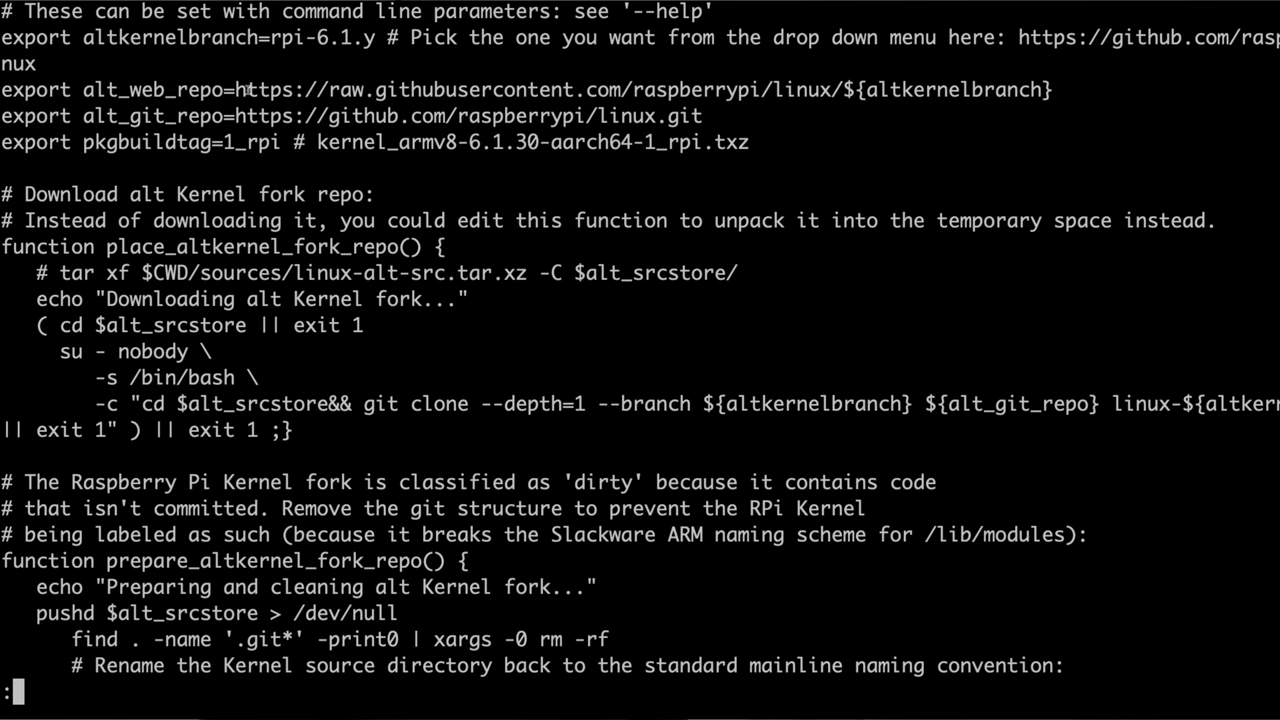 # These can be set with command line parameters: see '--help'
export altkernelbranch=rpi-6.1.y # Pick the one you want from the drop down menu here: https://github.com/rasp
nux
export alt_web_repo=https://raw.githubusercontent.com/raspberrypi/linux/${altkernelbranch}
export alt_git_repo=https://github.com/raspberrypi/linux.git
export pkgbuildtag=1_rpi # kernel_armv8-6.1.30-aarch64-1_rpi.txz
# Download alt Kernel fork repo:
# Instead of downloading it, you could edit this function to unpack it into the temporary space instead.
function place_altkernel_fork_repo() {
# tar xf $CWD/sources/linux-alt-src.tar.xz -C $alt_srcstore/
echo "Downloading alt Kernel fork..."
( cd $alt_srcstore || exit 1
su - nobody \
-s /bin/bash \
-c "cd $alt_srcstore&& git clone --depth=1 --branch ${altkernelbranch} ${alt_git_repo} linux-${altker
|| exit 1" ) || exit 1 ;}
# The Raspberry Pi Kernel fork is classified as 'dirty' because it contains code
# that isn't committed. Remove the git structure to prevent the RPi Kernel
# being labeled as such (because it breaks the Slackware ARM naming scheme for /lib/modules):
function prepare_altkernel_fork_repo() {
echo "Preparing and cleaning alt Kernel fork..."
pushd $alt_srcstore > /dev/null
find . -name '.git*' -print0 | xargs -0 rm -rf
# Rename the Kernel source directory back to the standard mainline naming convention:
: